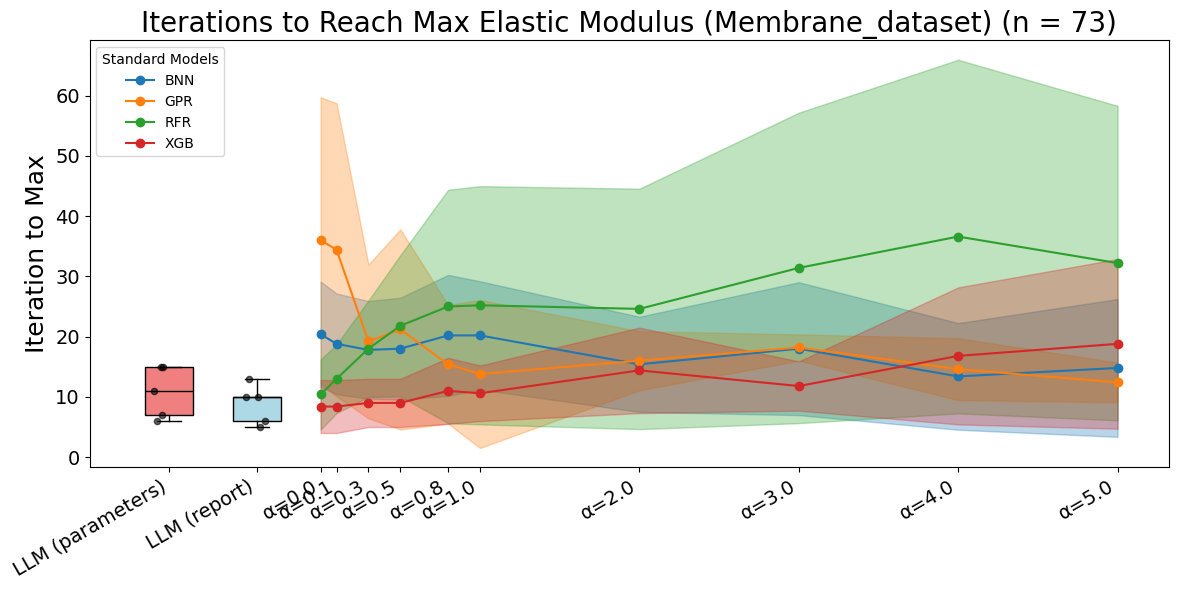 Iterations to Reach Max Elastic Modulus (Membrane_dataset) (n = 73)
Standard Models
BNN
GPR
RFR
XGB
Iteration to Max
60
50
40
30
20
10
0
LLM (parameters)
LLM (report)
α=0.0
α=0.1
α=0.3
α=0.5
α=0.8
α=1.0
α=2.0
α=3.0
α=4.0
α=5.0